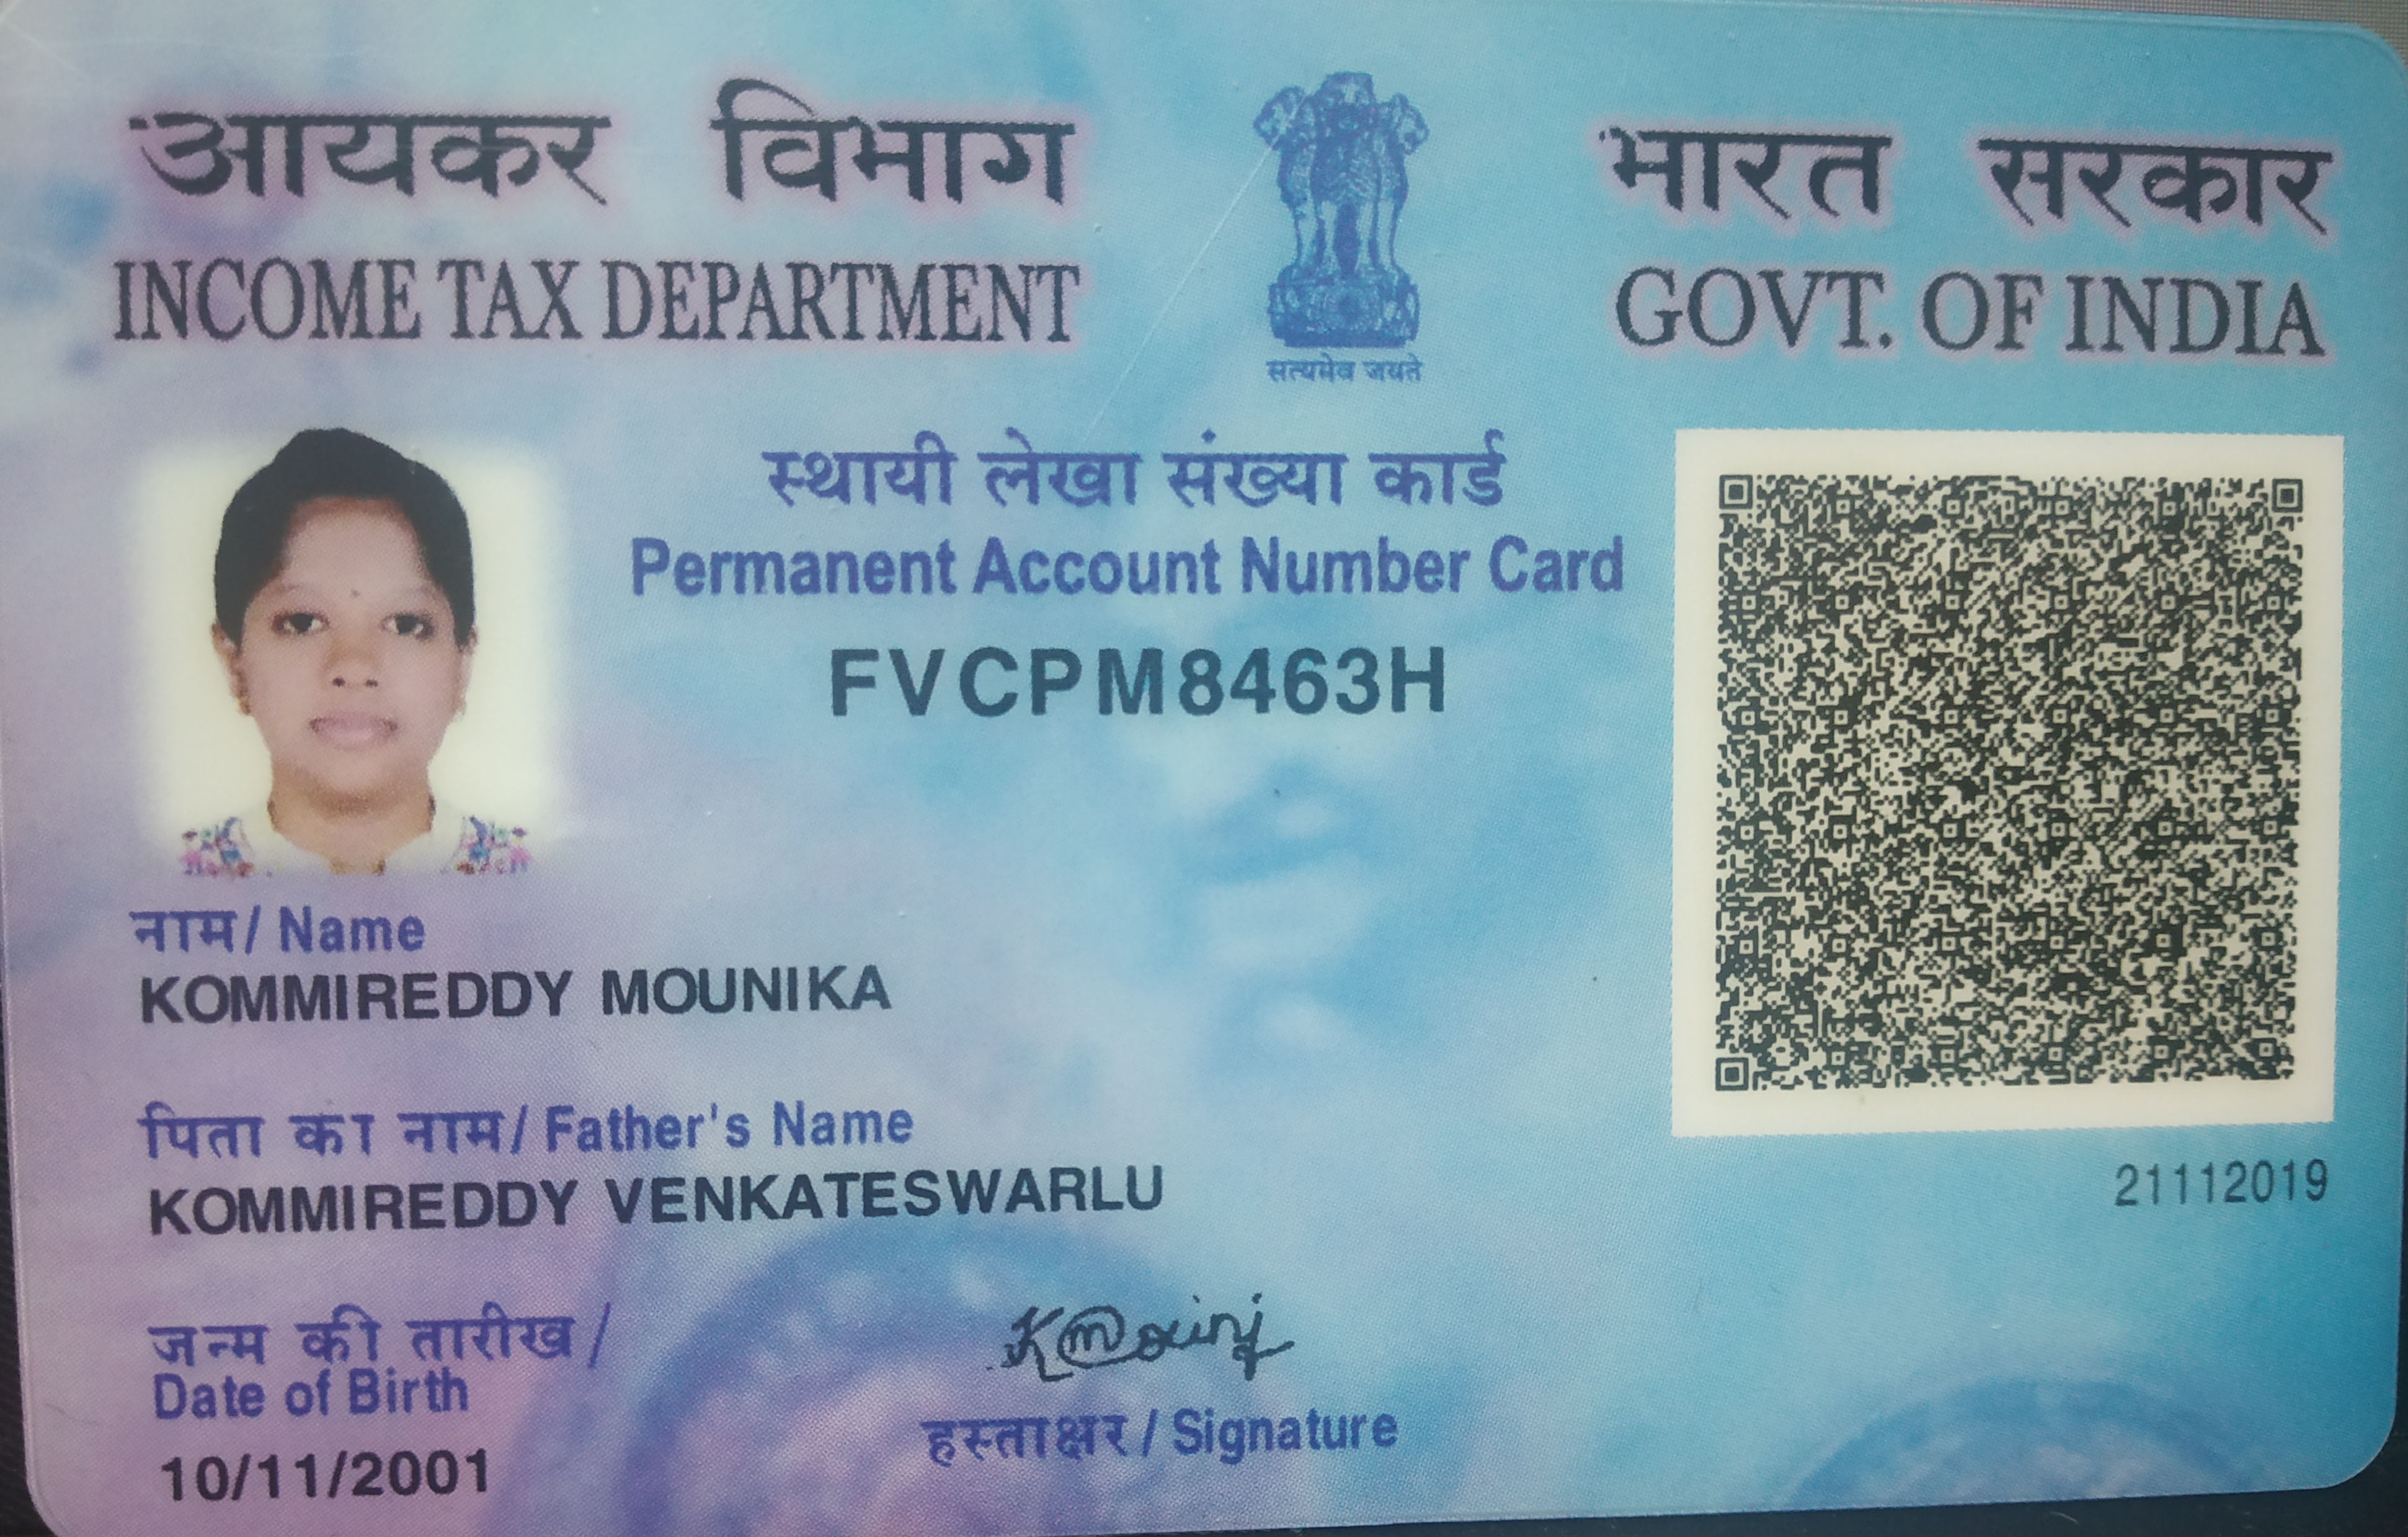 आयकर विभाग
INCOME TAX DEPARTMENT
सत्यमेव जयते
भारत सरकार
GOVT. OF INDIA
स्थायी लेखा संख्या कार्ड
Permanent Account Number Card
FVCPM8463H
नाम/ Name
KOMMIREDDY MOUNIKA
पिता का नाम/ Father's Name
KOMMIREDDY VENKATESWARLU
21112019
जन्म की तारीख/
Date of Birth
10/11/2001
हस्ताक्षर/ Signature